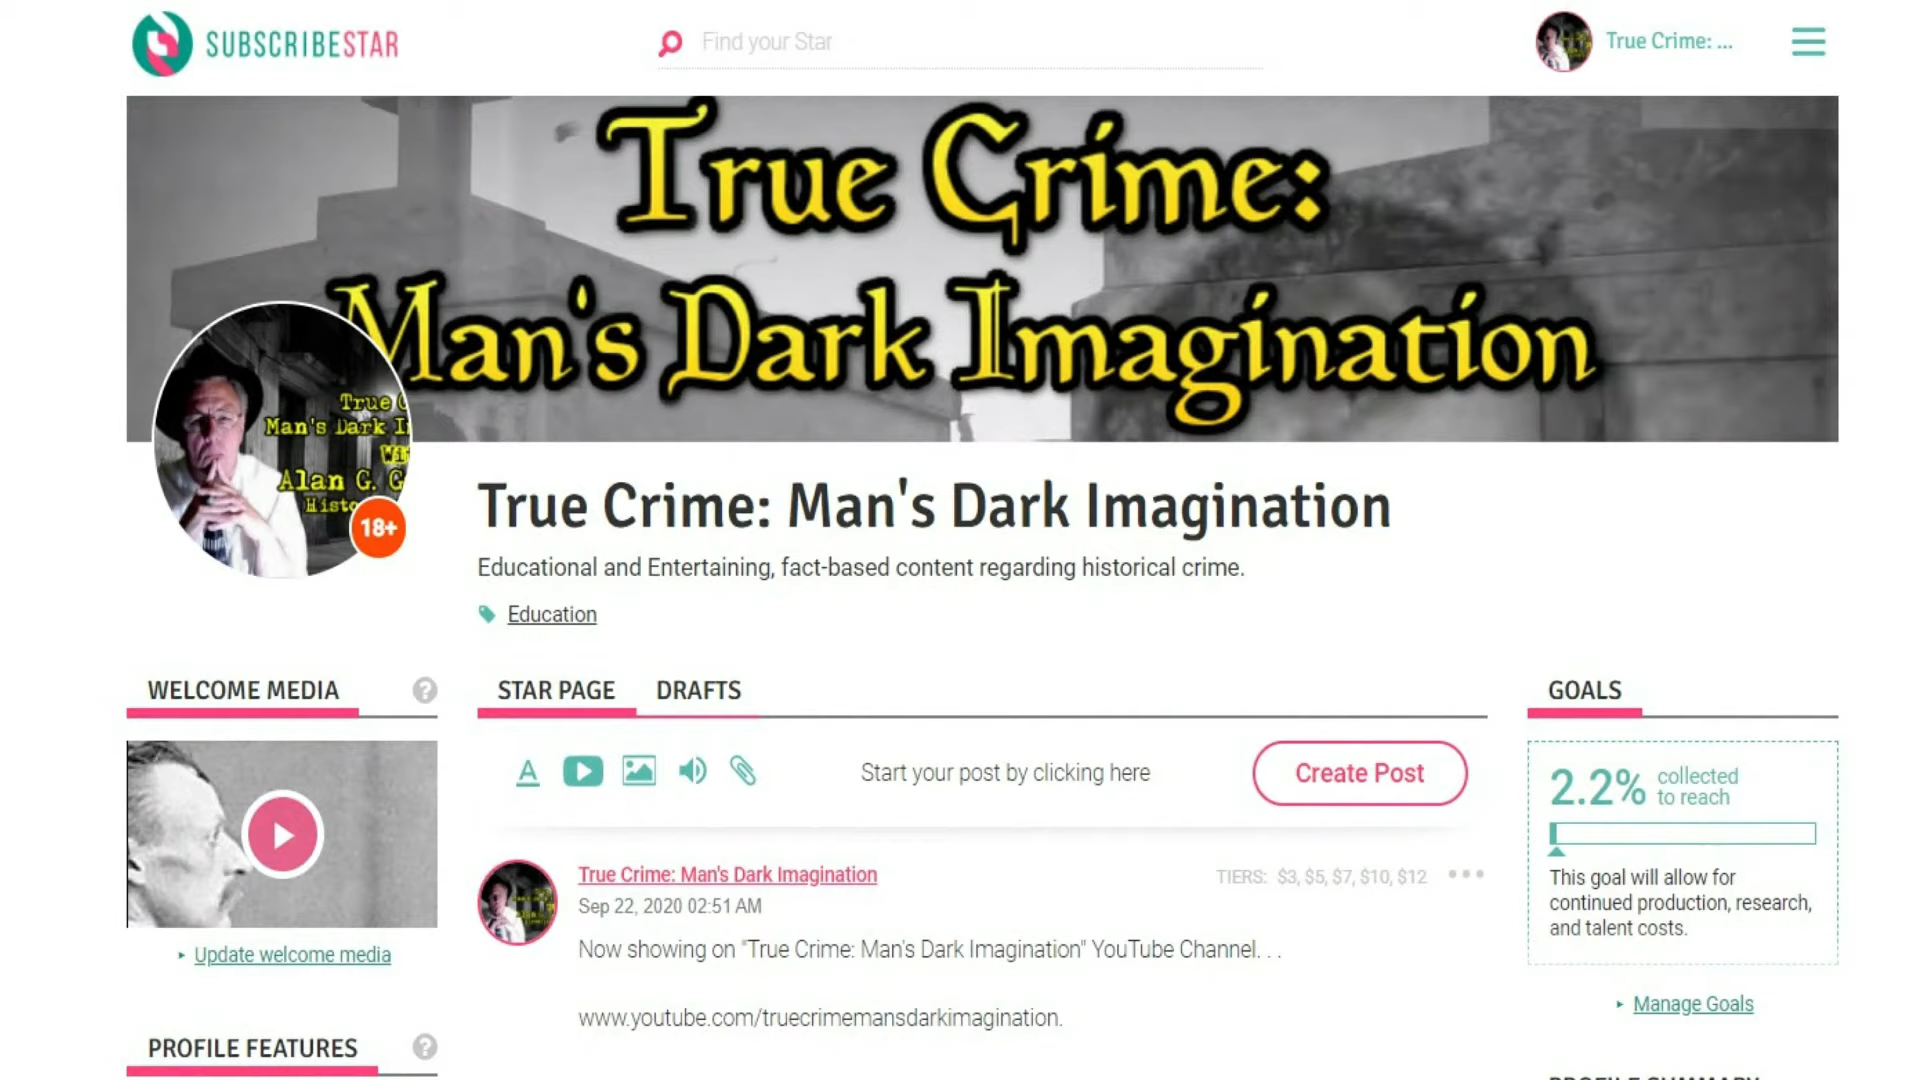 SUBSCRIBESTAR
Find your Star
True Crime: ...
True Crime:
Man's Dark Imagination
True
Man's Dark
Alan G.
18+
True Crime: Man's Dark Imagination
Educational and Entertaining, fact-based content regarding historical crime.
Education
WELCOME MEDIA
?
Update welcome media
PROFILE FEATURES
?
STAR PAGE
DRAFTS
A
Start your post by clicking here
Create Post
True Crime: Man's Dark Imagination
TIERS: $3, $5, $7, $10, $12
Sep 22, 2020 02:51 AM
Now showing on "True Crime: Man's Dark Imagination" YouTube Channel. . .
www.youtube.com/truecrimemansdarkimagination.
GOALS
2.2% collected
to reach
This goal will allow for
continued production, research,
and talent costs.
Manage Goals
PROFILE SUMMARY